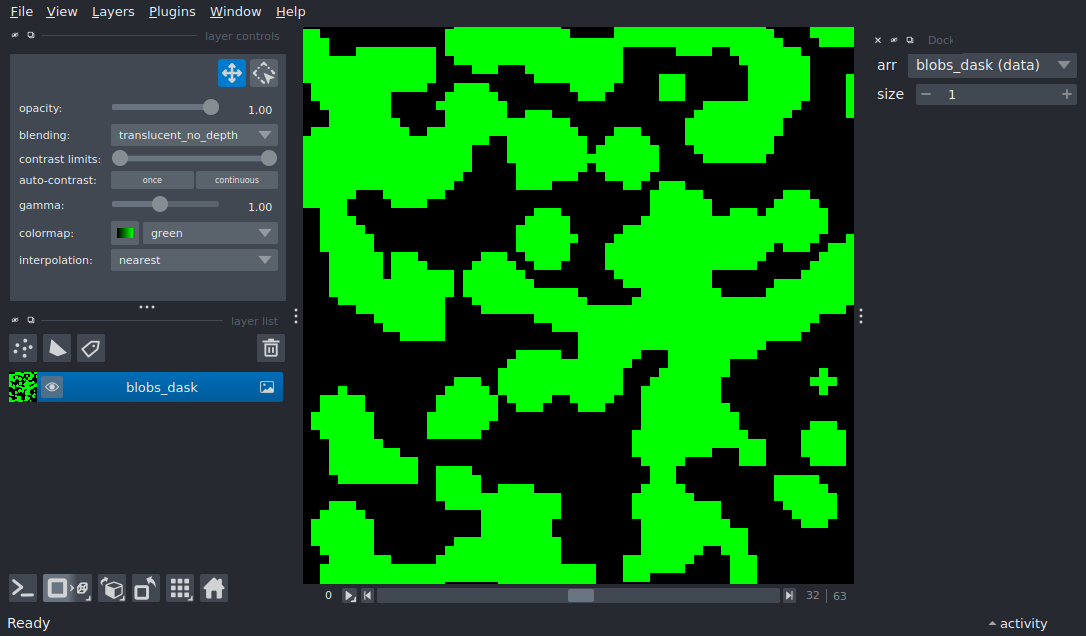 File View Layers Plugins Window Help
layer controls
opacity: 1.00
blending: translucent_no_depth
contrast limits:
auto-contrast: once continuous
gamma: 1.00
colormap: green
interpolation: nearest
layer list
blobs_dask
Dock
arr blobs_dask (data)
size 1
0 32 63
Ready
activity